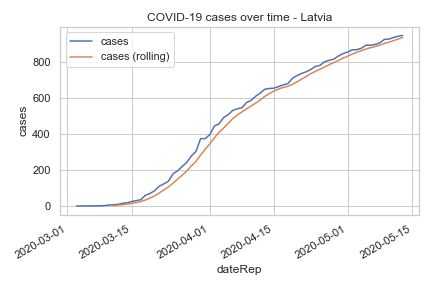 COVID-19 cases over time - Latvia
cases
cases (rolling)
cases
800
600
400
200
0
2020-03-01
2020-03-15
2020-04-01
2020-04-15
2020-05-01
2020-05-15
dateRep